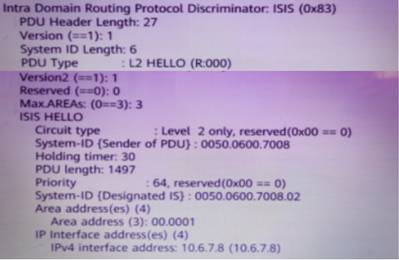 Intra Domain Routing Protocol Discriminator: ISIS (0x83)
PDU Header Length: 27
Version (==1): 1
System ID Length: 6
PDU Type : L2 HELLO (R:000)
Version2 (==1): 1
Reserved (==0): 0
Max.AREAs: (0==3): 3
ISIS HELLO
Circuit type : Level 2 only, reserved(0x00 == 0)
System-ID {Sender of PDU} : 0050.0600.7008
Holding timer: 30
PDU length: 1497
Priority : 64, reserved(0x00 == 0)
System-ID {Designated IS} : 0050.0600.7008.02
Area address(es) (4)
Area address (3): 00.0001
IP Interface address(es) (4)
IPv4 interface address: 10.6.7.8 (10.6.7.8)